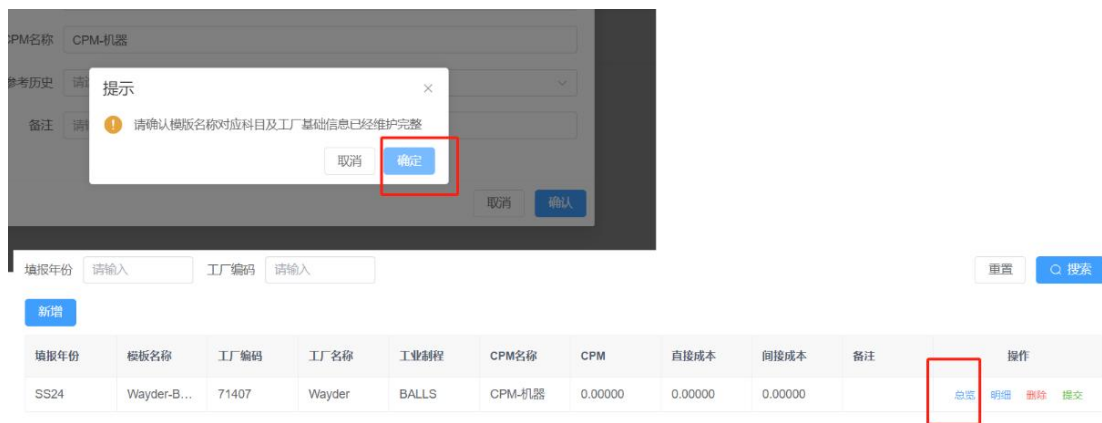 CPM名称 CPM-机器
参考历史 请
提示 ×
备注 请
! 请确认模版名称对应科目及工厂基础信息已经维护完整
取消 确定
取消 确认
填报年份 请输入 工厂编码 请输入 重置 搜索
新增
填报年份 模板名称 工厂编码 工厂名称 工业制程 CPM名称 CPM 直接成本 间接成本 备注 操作
SS24 Wayder-B... 71407 Wayder BALLS CPM-机器 0.00000 0.00000 0.00000 总览 明细 删除 提交